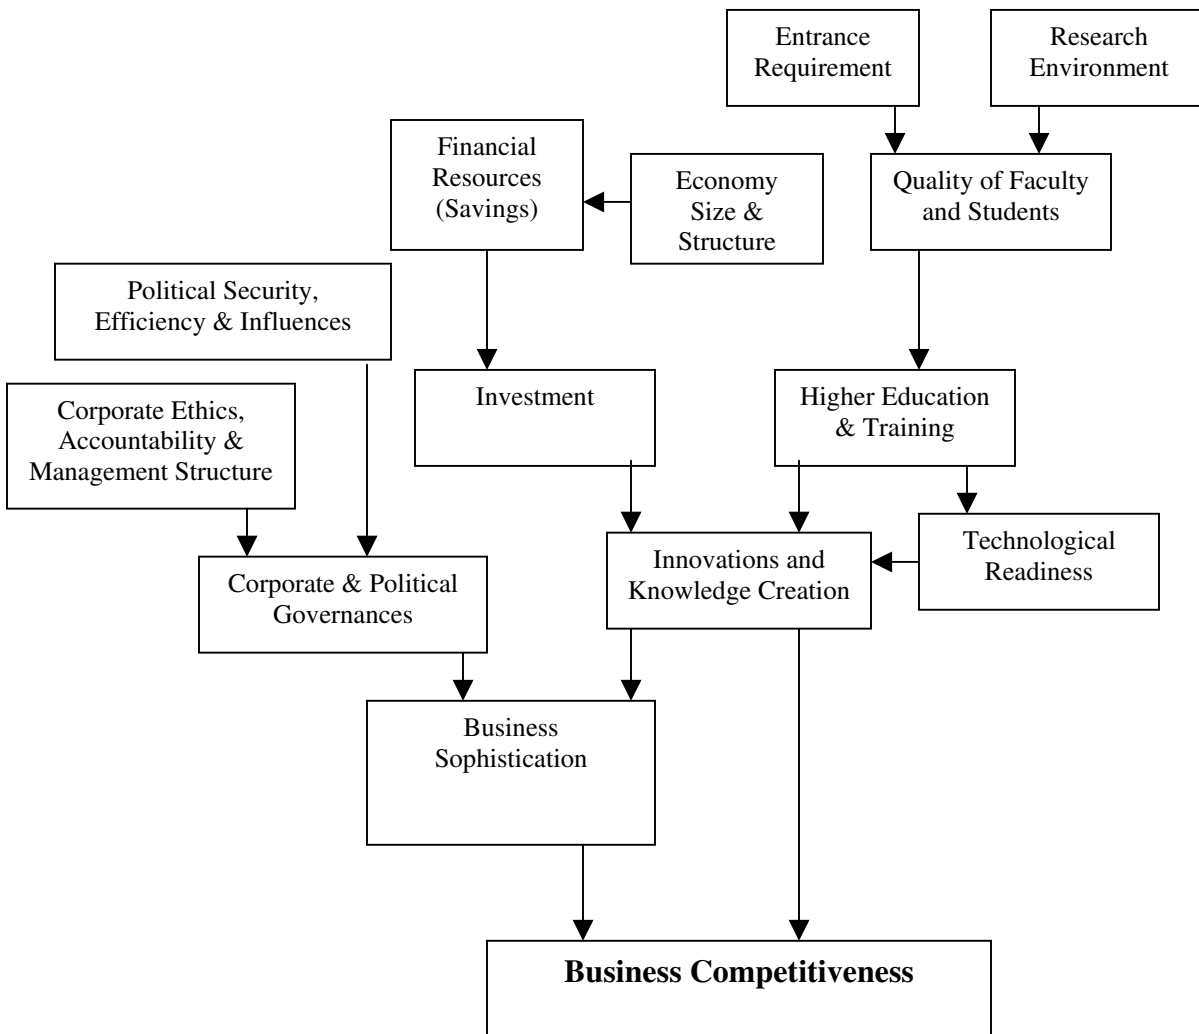 Entrance
Requirement
Research
Environment
Financial
Resources
(Savings)
Economy
Size &
Structure
Quality of Faculty
and Students
Political Security,
Efficiency & Influences
Corporate Ethics,
Accountability &
Management Structure
Investment
Higher Education
& Training
Corporate & Political
Governances
Innovations and
Knowledge Creation
Technological
Readiness
Business
Sophistication
Business Competitiveness